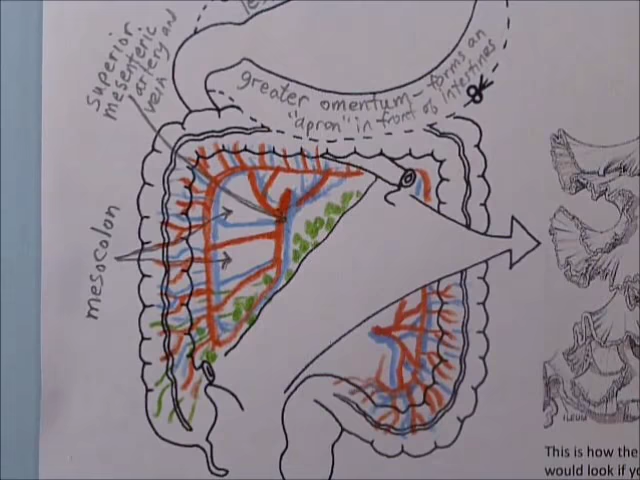 greater omentum - forms an
"apron" in front of intestines
superior
mesenteric
artery and
vein
mesocolon
ILEUM
This is how the
would look if